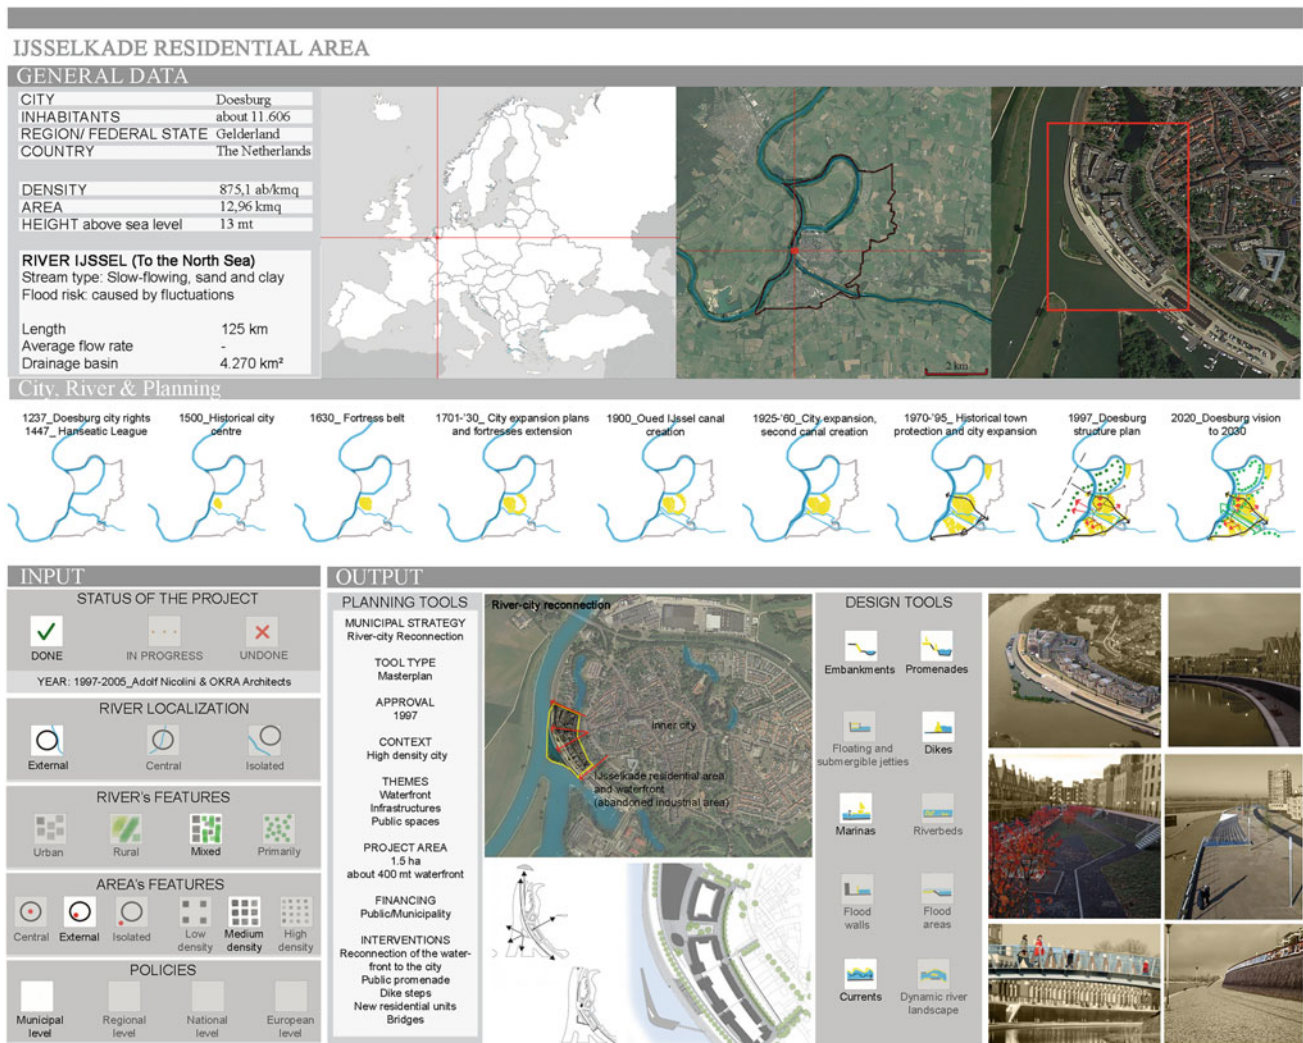 IJSSELKADE RESIDENTIAL AREA
GENERAL DATA
CITY Doesburg
INHABITANTS about 11.606
REGION/ FEDERAL STATE Gelderland
COUNTRY The Netherlands
DENSITY 875,1 ab/kmq
AREA 12,96 kmq
HEIGHT above sea level 13 mt
RIVER IJSSEL (To the North Sea)
Stream type: Slow-flowing, sand and clay
Flood risk: caused by fluctuations
Length 125 km
Average flow rate -
Drainage basin 4.270 km²
2 km
City, River & Planning
1237_Doesburg city rights
1447_ Hanseatic League
1500_Historical city
centre
1630_ Fortress belt
1701-'30_ City expansion plans
and fortresses extension
1900_Oued IJssel canal
creation
1925-'60_City expansion,
second canal creation
1970-'95_ Historical town
protection and city expansion
1997_Doesburg
structure plan
2020_Doesburg vision
to 2030
INPUT
STATUS OF THE PROJECT
DONE
IN PROGRESS
UNDONE
YEAR: 1997-2005_Adolf Nicolini & OKRA Architects
RIVER LOCALIZATION
External
Central
Isolated
RIVER's FEATURES
Urban
Rural
Mixed
Primarily
AREA's FEATURES
Central
External
Isolated
Low
density
Medium
density
High
density
POLICIES
Municipal
level
Regional
level
National
level
European
level
OUTPUT
PLANNING TOOLS
MUNICIPAL STRATEGY
River-city Reconnection
TOOL TYPE
Masterplan
APPROVAL
1997
CONTEXT
High density city
THEMES
Waterfront
Infrastructures
Public spaces
PROJECT AREA
1.5 ha
about 400 mt waterfront
FINANCING
Public/Municipality
INTERVENTIONS
Reconnection of the water-
front to the city
Public promenade
Dike steps
New residential units
Bridges
River-city reconnection
Inner city
IJsselkade residential area
and waterfront
(abandoned industrial area)
DESIGN TOOLS
Embankments
Promenades
Floating and
submergible jetties
Dikes
Marinas
Riverbeds
Flood
walls
Flood
areas
Currents
Dynamic river
landscape